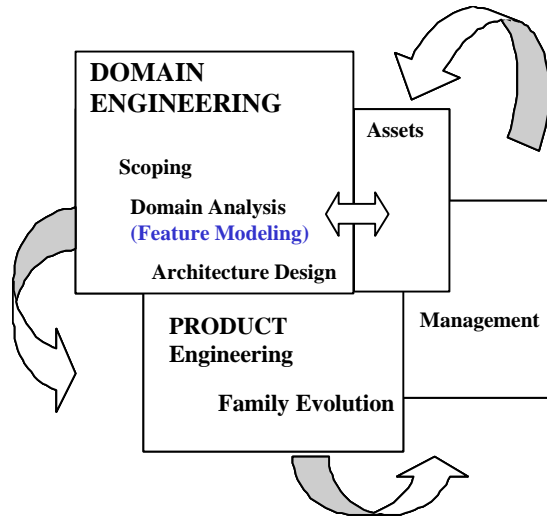 DOMAIN
ENGINEERING
Assets
Scoping
Domain Analysis
(Feature Modeling)
Architecture Design
PRODUCT
Engineering
Management
Family Evolution